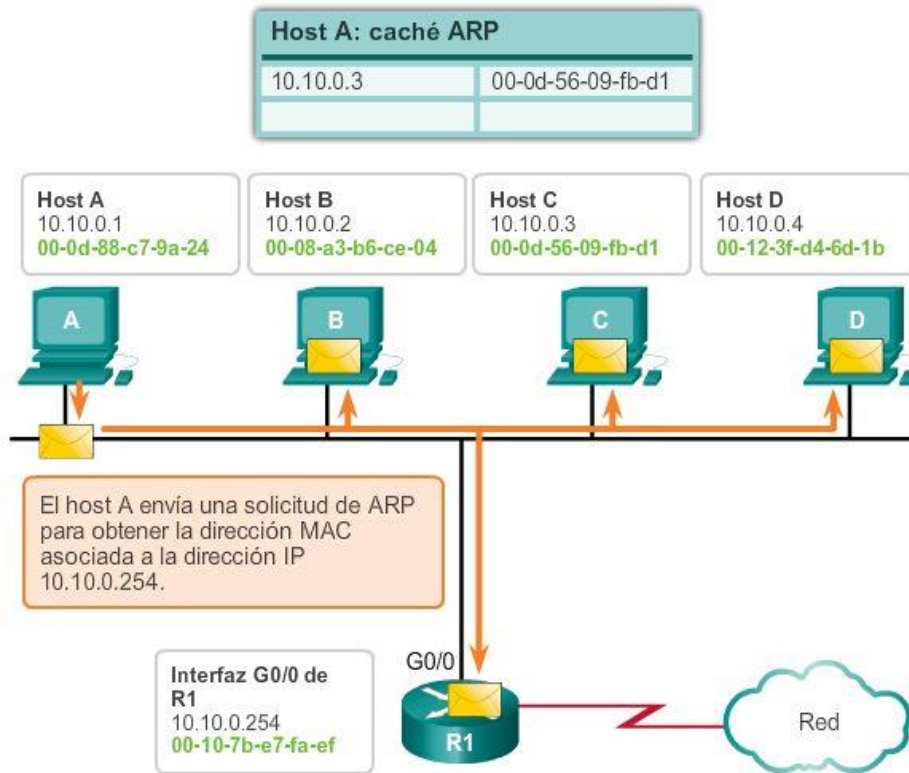 Host A: caché ARP
10.10.0.3 00-0d-56-09-fb-d1
Host A
10.10.0.1
00-0d-88-c7-9a-24
Host B
10.10.0.2
00-08-a3-b6-ce-04
Host C
10.10.0.3
00-0d-56-09-fb-d1
Host D
10.10.0.4
00-12-3f-d4-6d-1b
A
B
C
D
El host A envía una solicitud de ARP
para obtener la dirección MAC
asociada a la dirección IP
10.10.0.254.
G0/0
Interfaz G0/0 de
R1
10.10.0.254
00-10-7b-e7-fa-ef
R1
Red